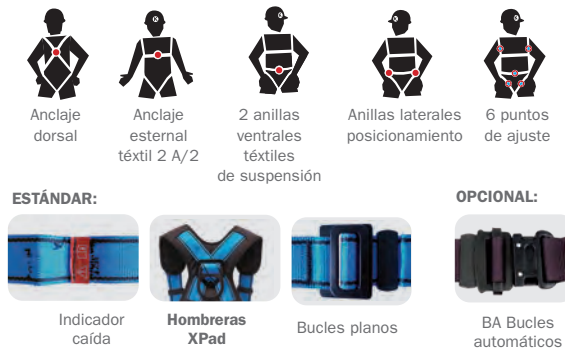 Anclaje
dorsal
Anclaje
esternal
téxtil 2 A/2
2 anillas
ventrales
téxtiles
de suspensión
Anillas laterales
posicionamiento
6 puntos
de ajuste
ESTÁNDAR:
OPCIONAL:
Indicador
caída
Hombreras
XPad
Bucles planos
BA Bucles
automáticos